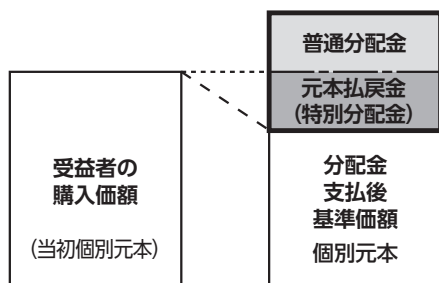 普通分配金
元本払戻金
(特別分配金)
受益者の
購入価額
(当初個別元本)
分配金
支払後
基準価額
個別元本